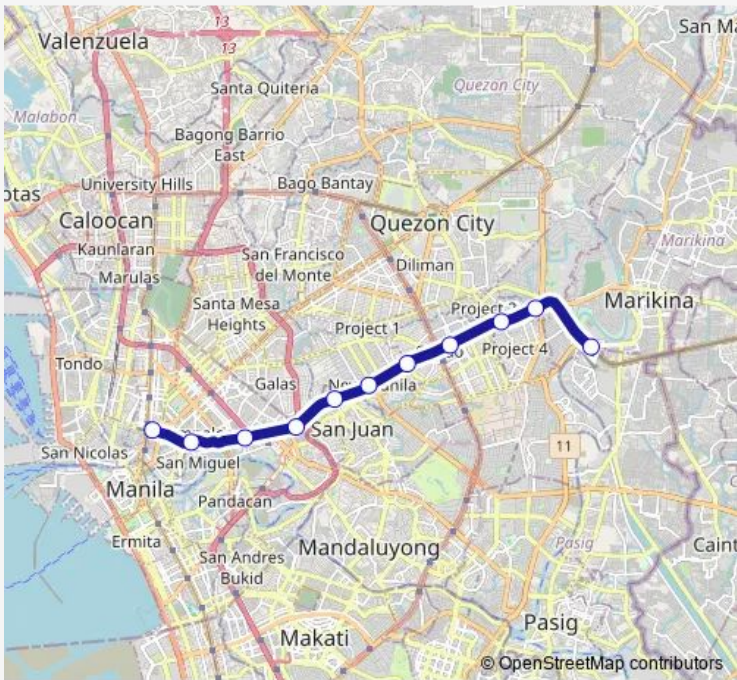 San Ma
Valenzuela
13
13
Santa Quiteria
Quezon City
Malabon
Bagong Barrio
East
otas
University Hills
Bago Bantay
Caloocan
Quezon City
Kaunlaran
Marikina
San Francisco
del Monte
Diliman
Marulas
Santa Mesa
Heights
Marikina
Project 1
Project 4
Tondo
Galas
San Juan
San Nicolas
San Miguel
11
Manila
Pandacan
Ermita
Mandaluyong
Pasig
Caint
San Andres
Bukid
Pasig
Makati
© OpenStreetMap contributors